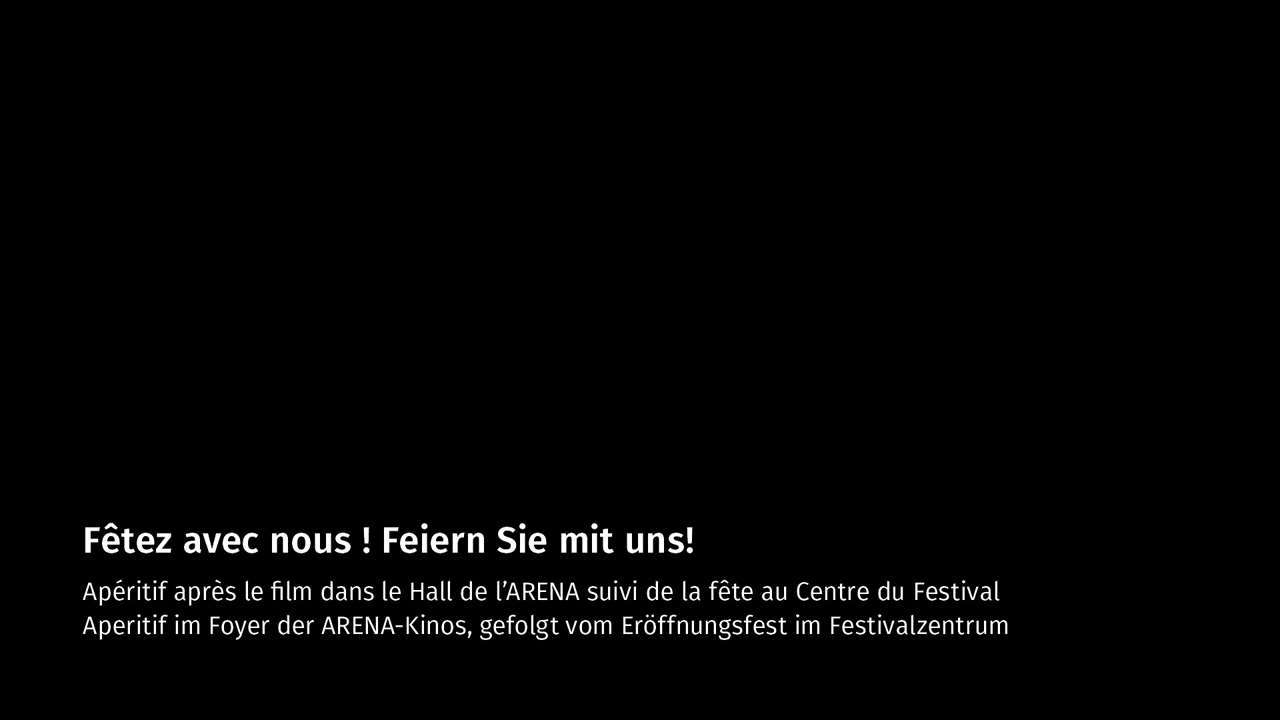 Fêtez avec nous ! Feiern Sie mit uns!
Apéritif après le film dans le Hall de l’ARENA suivi de la fête au Centre du Festival
Aperitif im Foyer der ARENA-Kinos, gefolgt vom Eröffnungsfest im Festivalzentrum